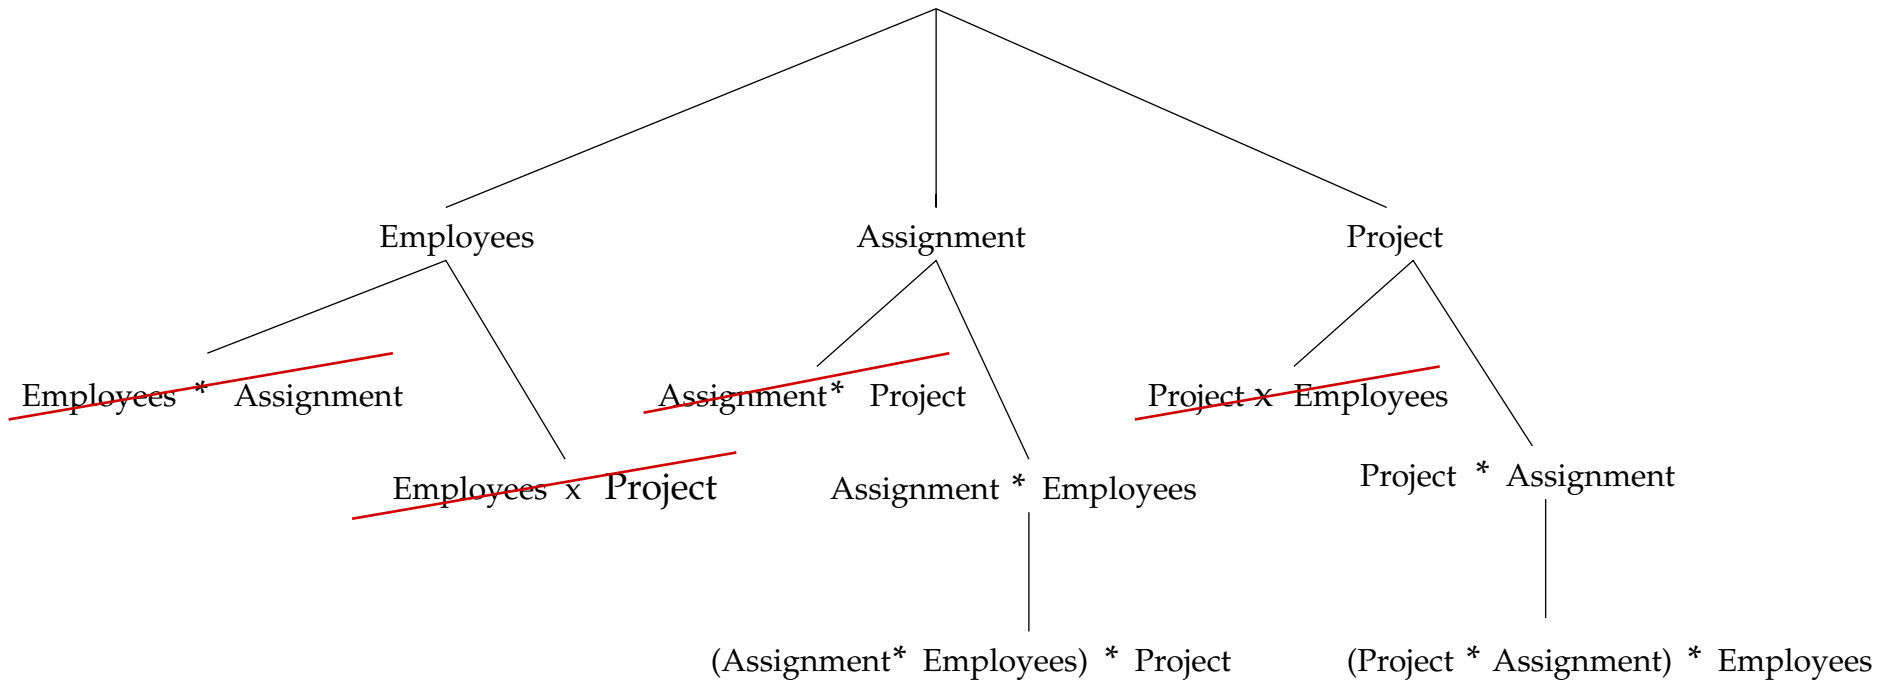 Employees Assignment Project
Employees * Assignment Assignment* Project Project x Employees
Employees x Project Assignment * Employees Project * Assignment
(Assignment* Employees) * Project (Project * Assignment) * Employees